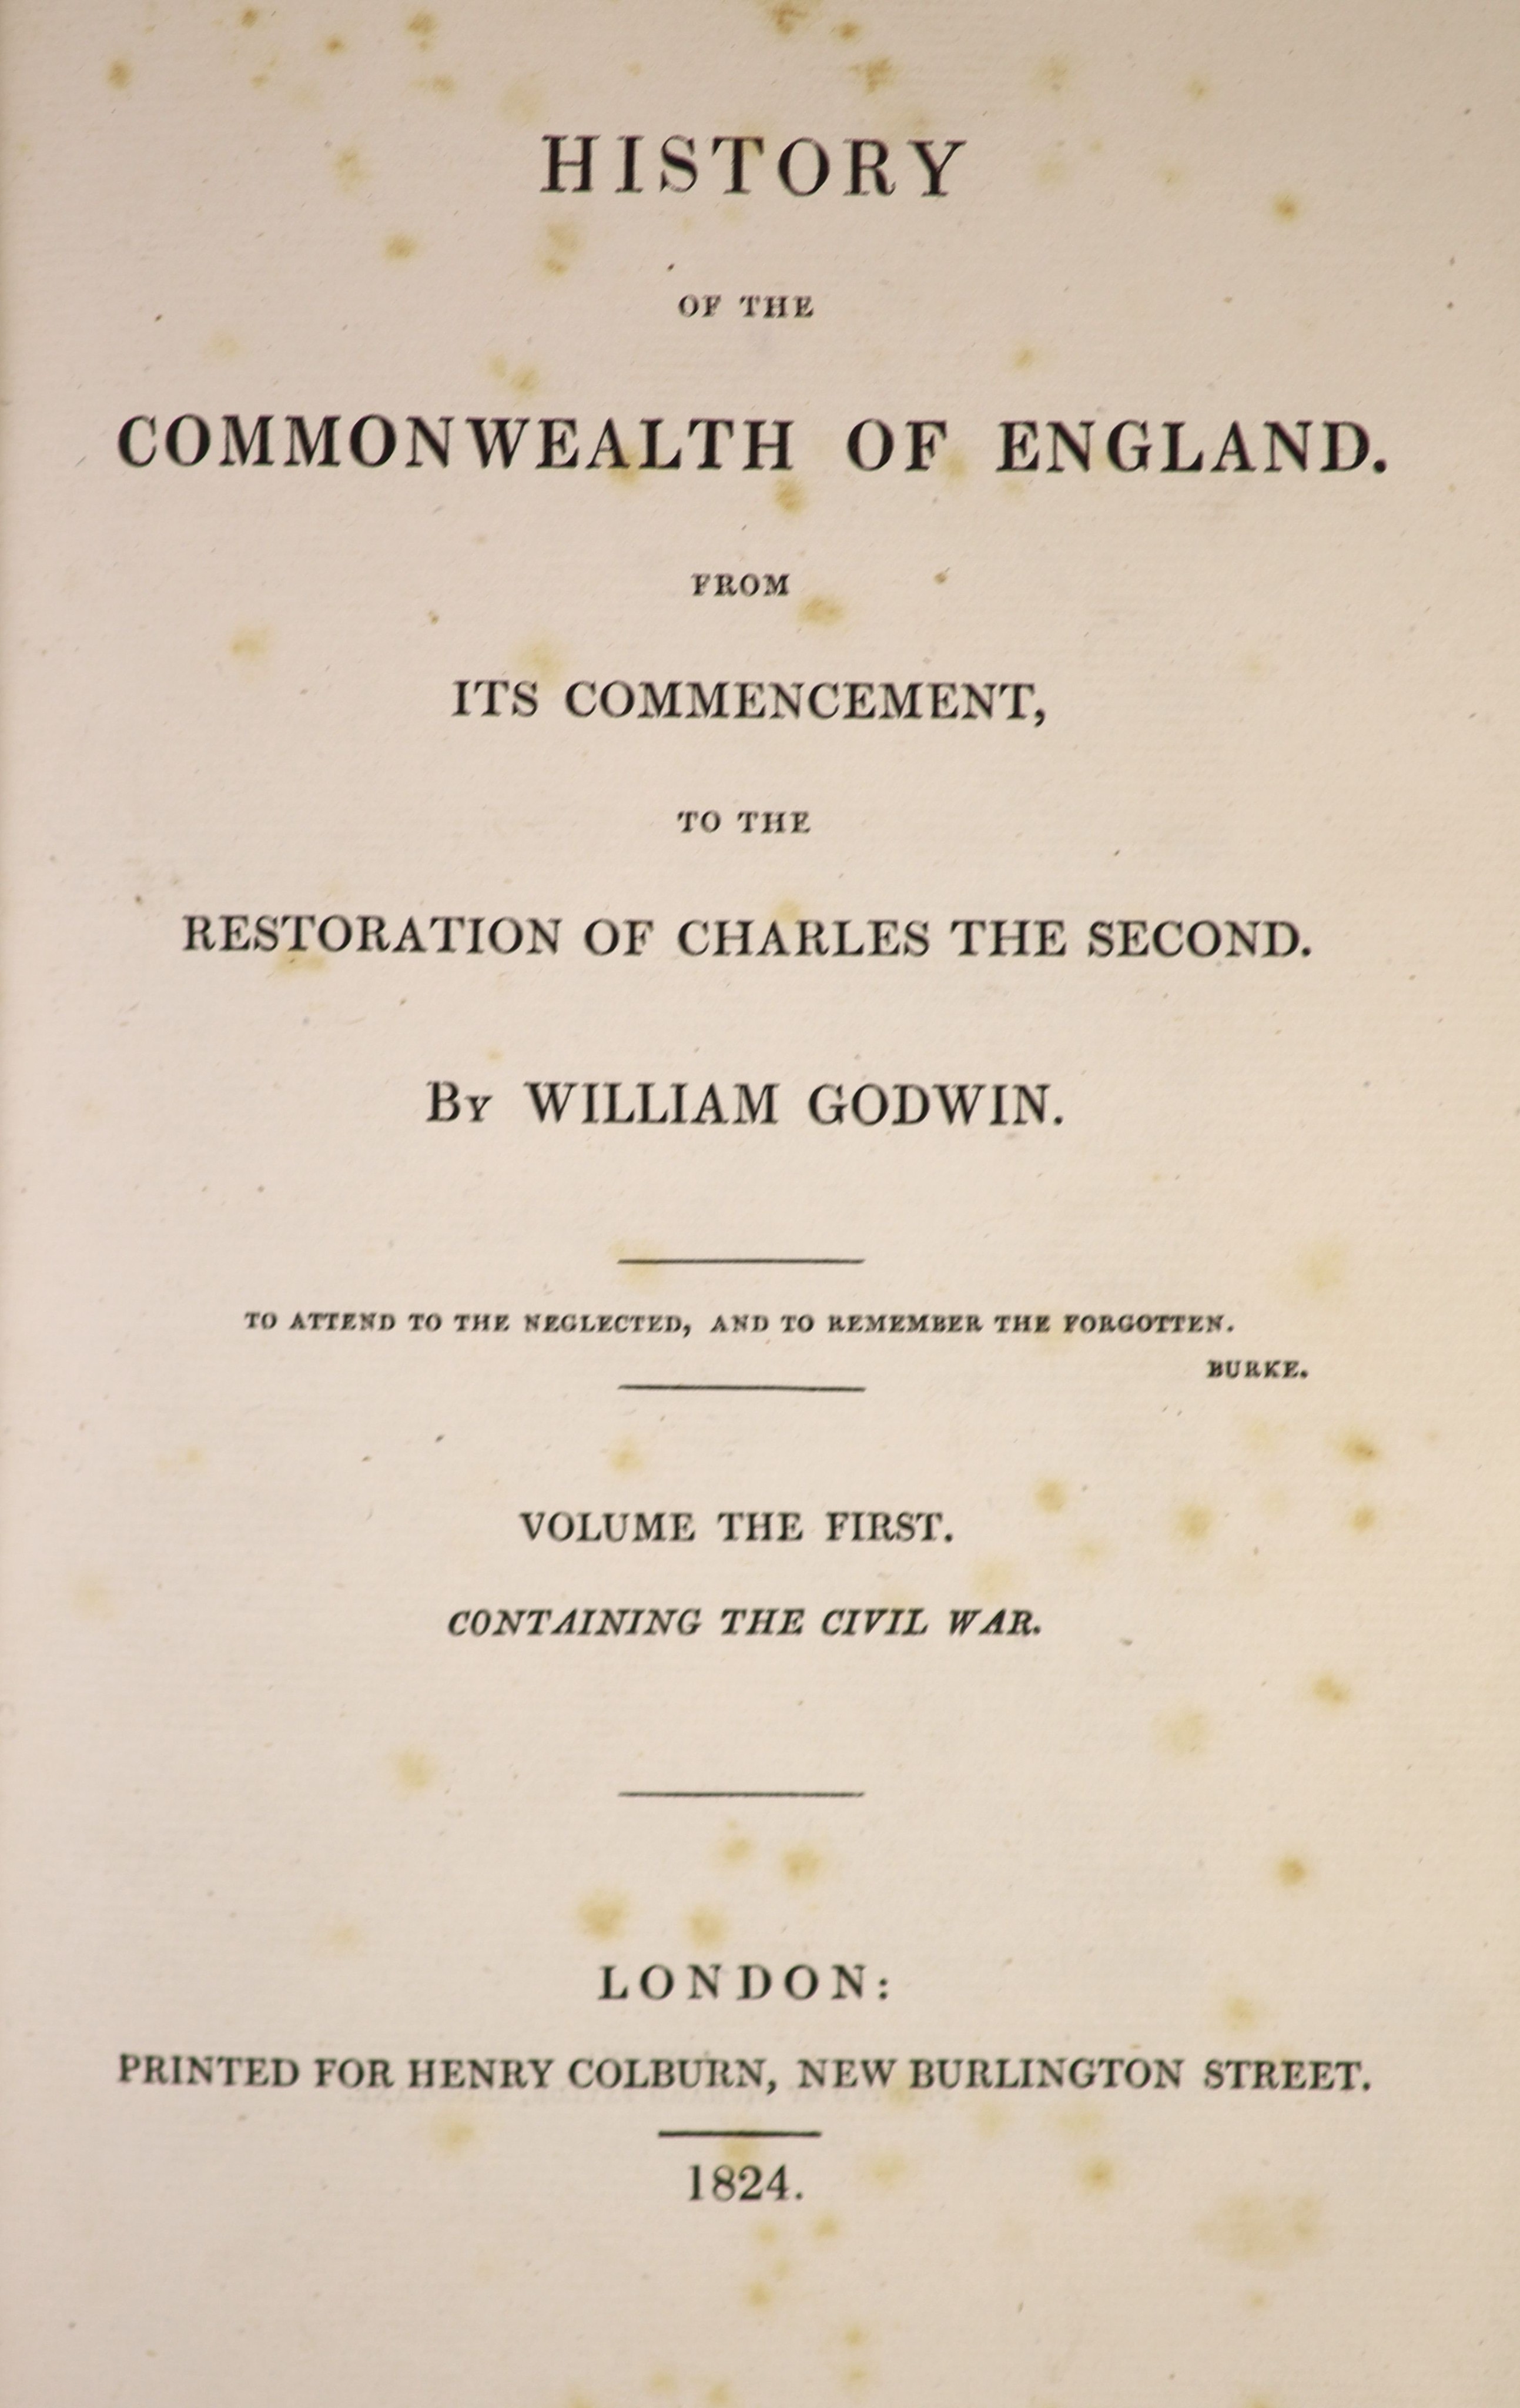 HISTORY
OF THE
COMMONWEALTH OF ENGLAND.
FROM
ITS COMMENCEMENT,
TO THE
RESTORATION OF CHARLES THE SECOND.
By WILLIAM GODWIN.
TO ATTEND TO THE NEGLECTED, AND TO REMEMBER THE FORGOTTEN.
BURKE.
VOLUME THE FIRST.
CONTAINING THE CIVIL WAR.
LONDON:
PRINTED FOR HENRY COLBURN, NEW BURLINGTON STREET.
1824.